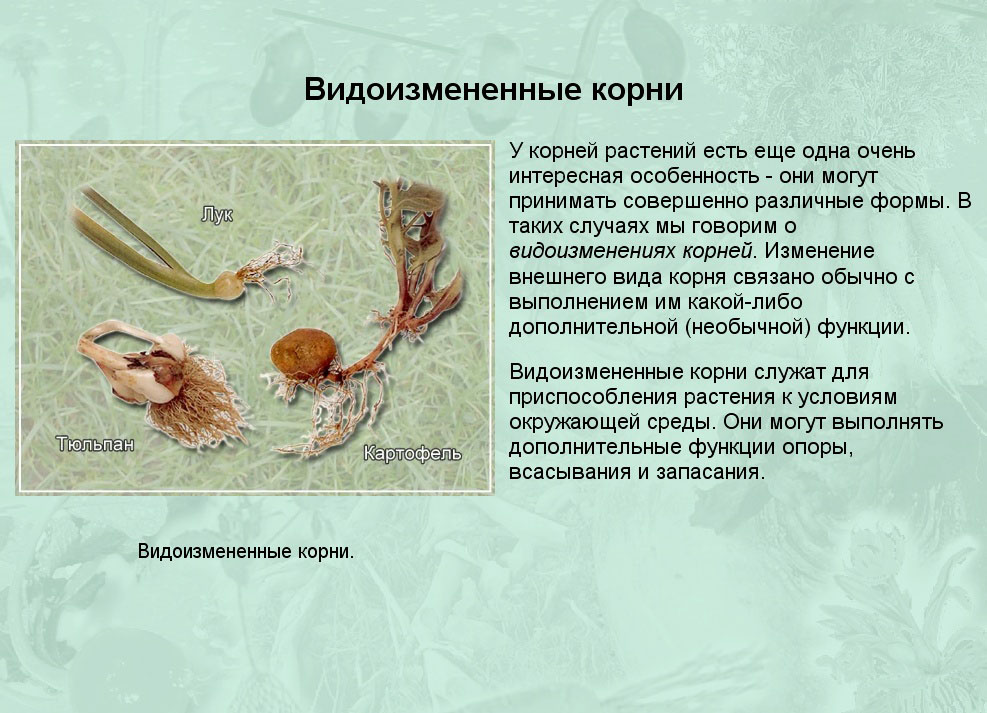 Видоизмененные корни
Лук
Тюльпан
Картофель
У корней растений есть еще одна очень
интересная особенность - они могут
принимать совершенно различные формы. В
таких случаях мы говорим о
видоизменениях корней. Изменение
внешнего вида корня связано обычно с
выполнением им какой-либо
дополнительной (необычной) функции.
Видоизмененные корни служат для
приспособления растения к условиям
окружающей среды. Они могут выполнять
дополнительные функции опоры,
всасывания и запасания.
Видоизмененные корни.